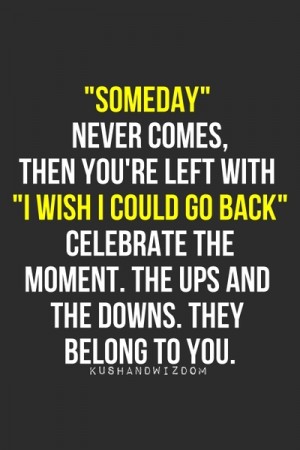 "SOMEDAY"
NEVER COMES,
THEN YOU'RE LEFT WITH
"I WISH I COULD GO BACK"
CELEBRATE THE
MOMENT. THE UPS AND
THE DOWNS. THEY
BELONG TO YOU.
KUSHANDWIZDOM